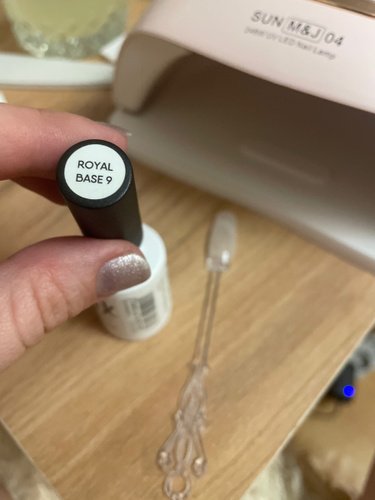 SUN M&J 04
UV LED Nail Lamp
ROYAL
BASE 9